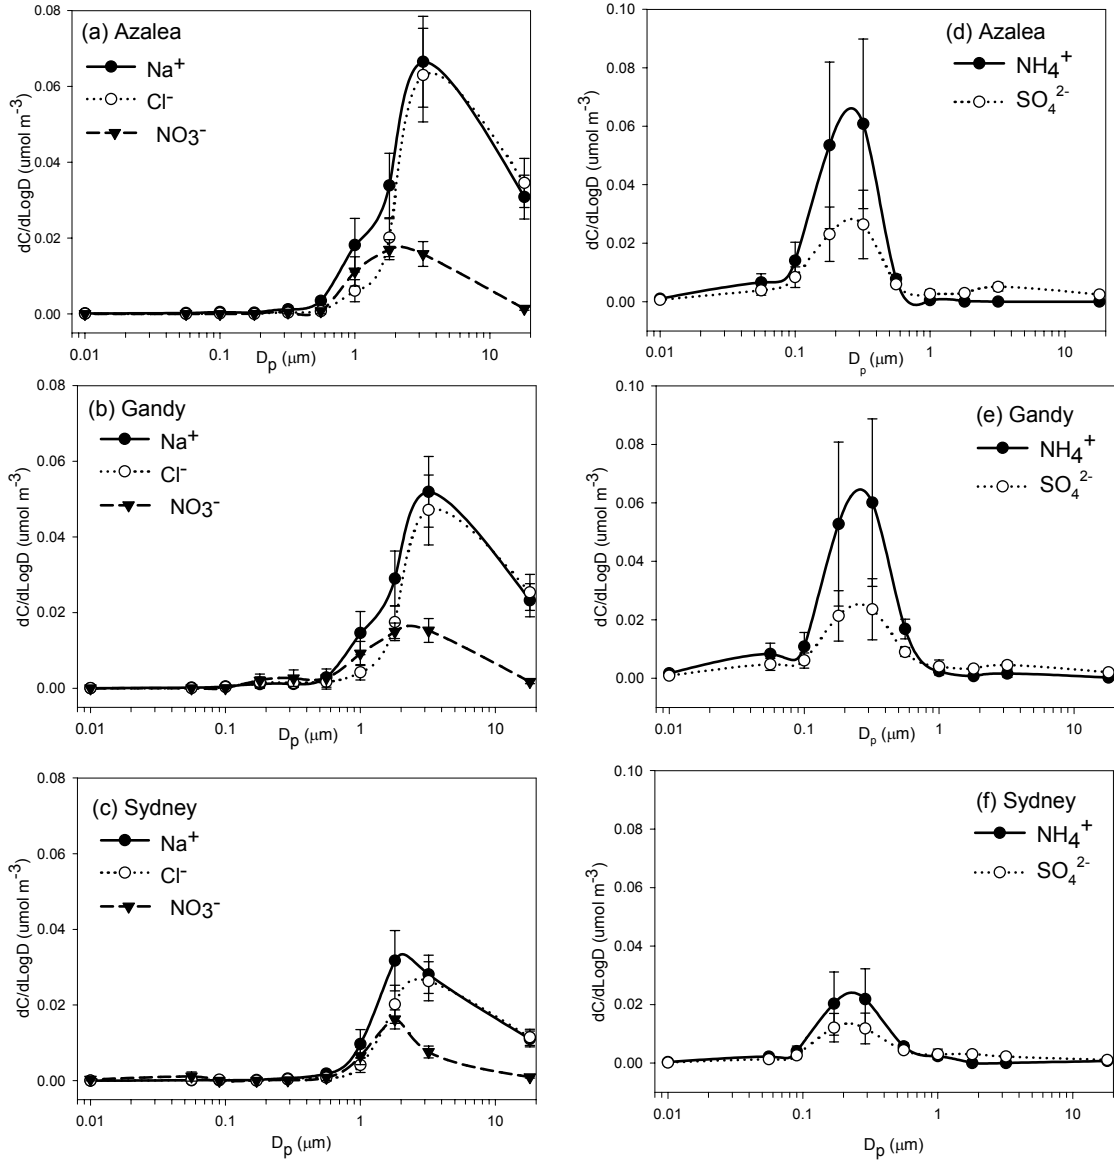 (a) Azalea
Na⁺
Cl⁻
NO₃⁻
dC/dLogD (umol m⁻³)
0.08
0.06
0.04
0.02
0.00
0.01 0.1 1 10
Dₚ (μm)
(d) Azalea
NH₄⁺
SO₄²⁻
dC/dLogD (umol m⁻³)
0.10
0.08
0.06
0.04
0.02
0.00
0.01 0.1 1 10
Dₚ (μm)
(b) Gandy
Na⁺
Cl⁻
NO₃⁻
dC/dLogD (umol m⁻³)
0.08
0.06
0.04
0.02
0.00
0.01 0.1 1 10
Dₚ (μm)
(e) Gandy
NH₄⁺
SO₄²⁻
dC/dLogD (umol m⁻³)
0.10
0.08
0.06
0.04
0.02
0.00
0.01 0.1 1 10
Dₚ (μm)
(c) Sydney
Na⁺
Cl⁻
NO₃⁻
dC/dLogD (umol m⁻³)
0.08
0.06
0.04
0.02
0.00
0.01 0.1 1 10
Dₚ (μm)
(f) Sydney
NH₄⁺
SO₄²⁻
dC/dLogD (umol m⁻³)
0.10
0.08
0.06
0.04
0.02
0.00
0.01 0.1 1 10
Dₚ (μm)